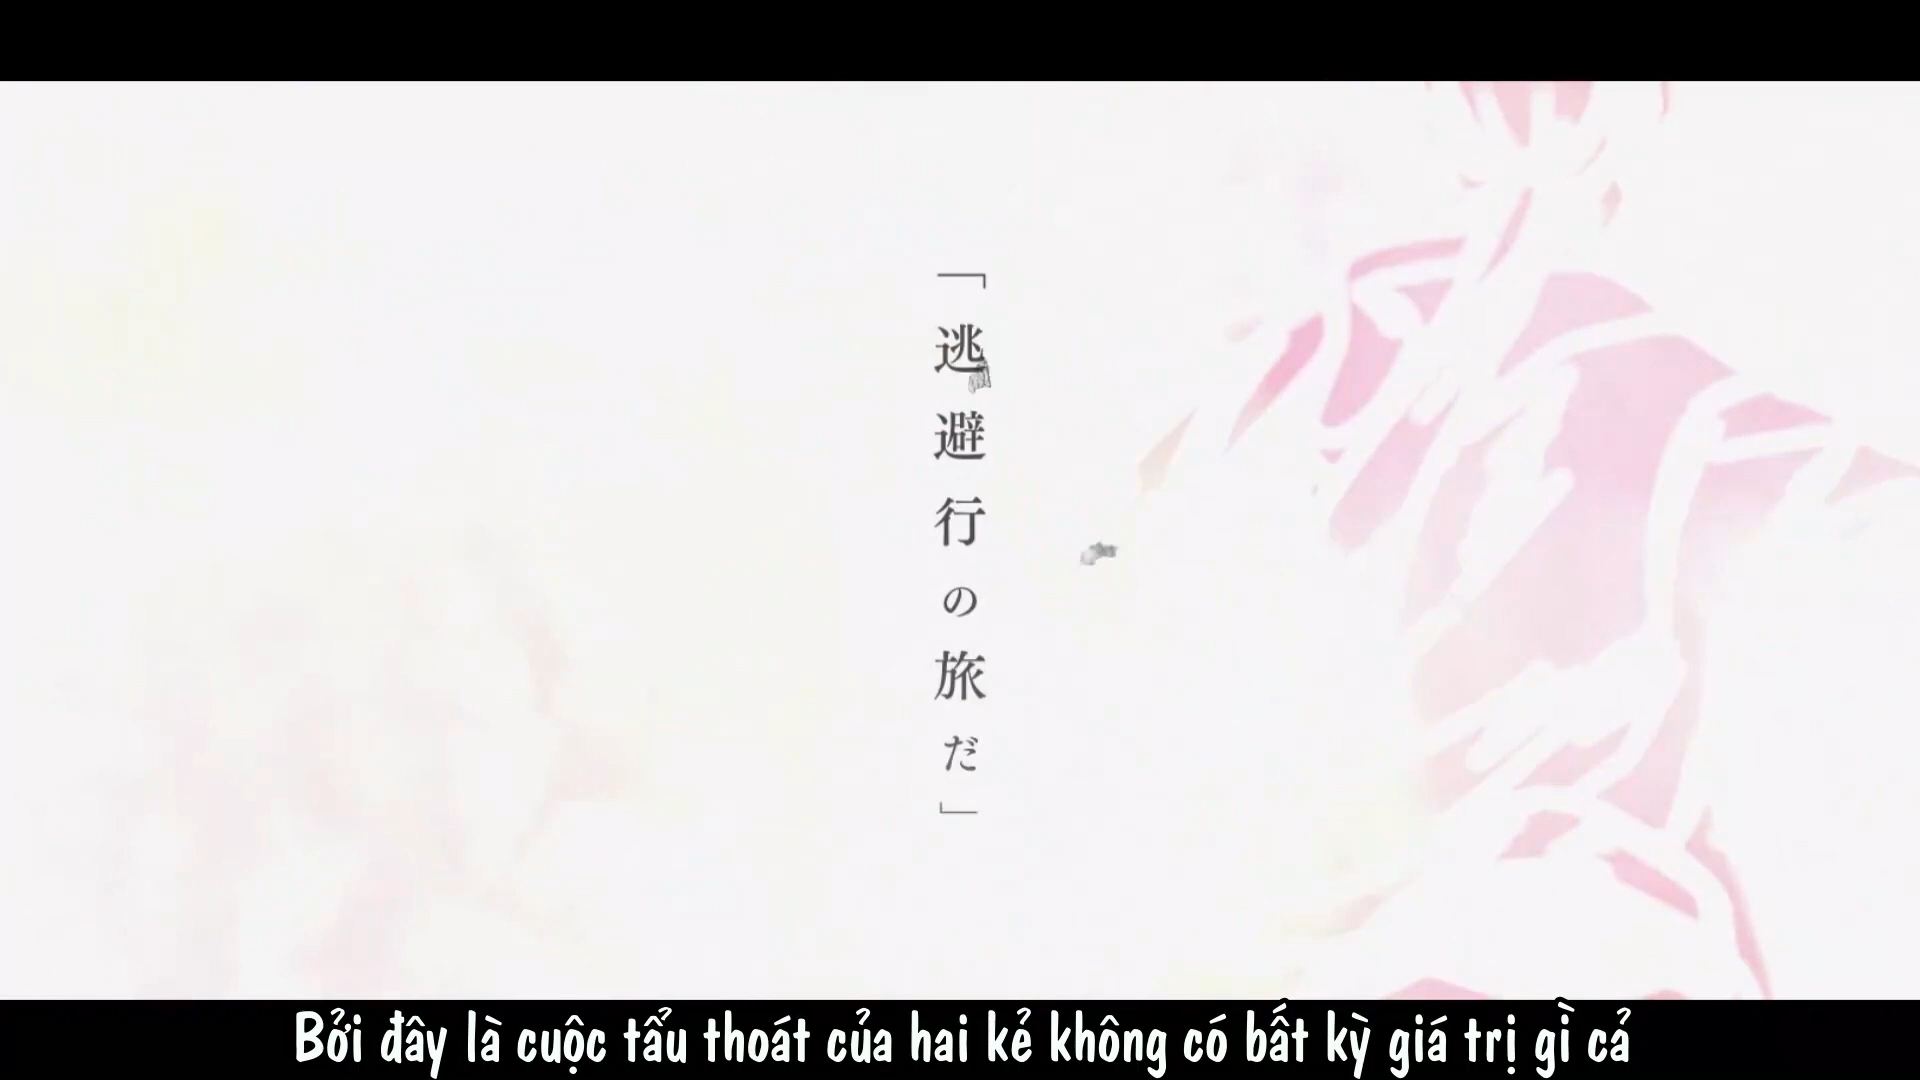 「逃避行の旅だ」
Bởi đây là cuộc tẩu thoát của hai kẻ không có bất kỳ giá trị gì cả